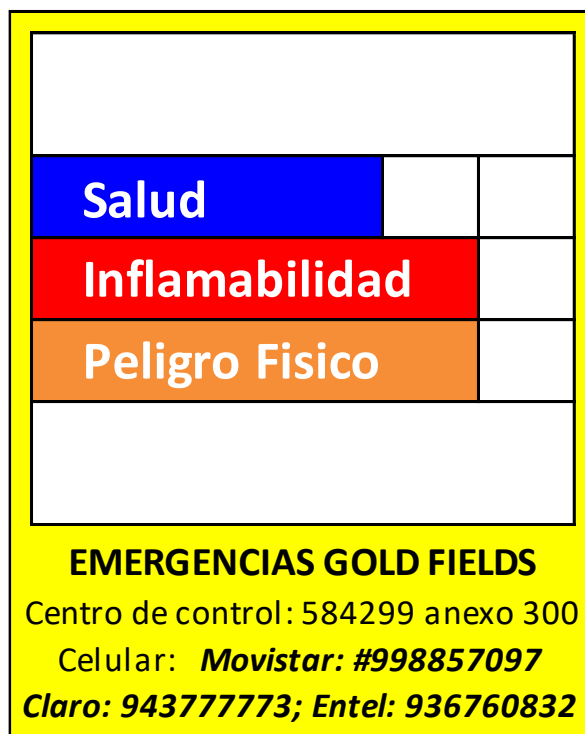 Salud
Inflamabilidad
Peligro Fisico
EMERGENCIAS GOLD FIELDS
Centro de control: 584299 anexo 300
Celular: Movistar: #998857097
Claro: 943777773; Entel: 936760832